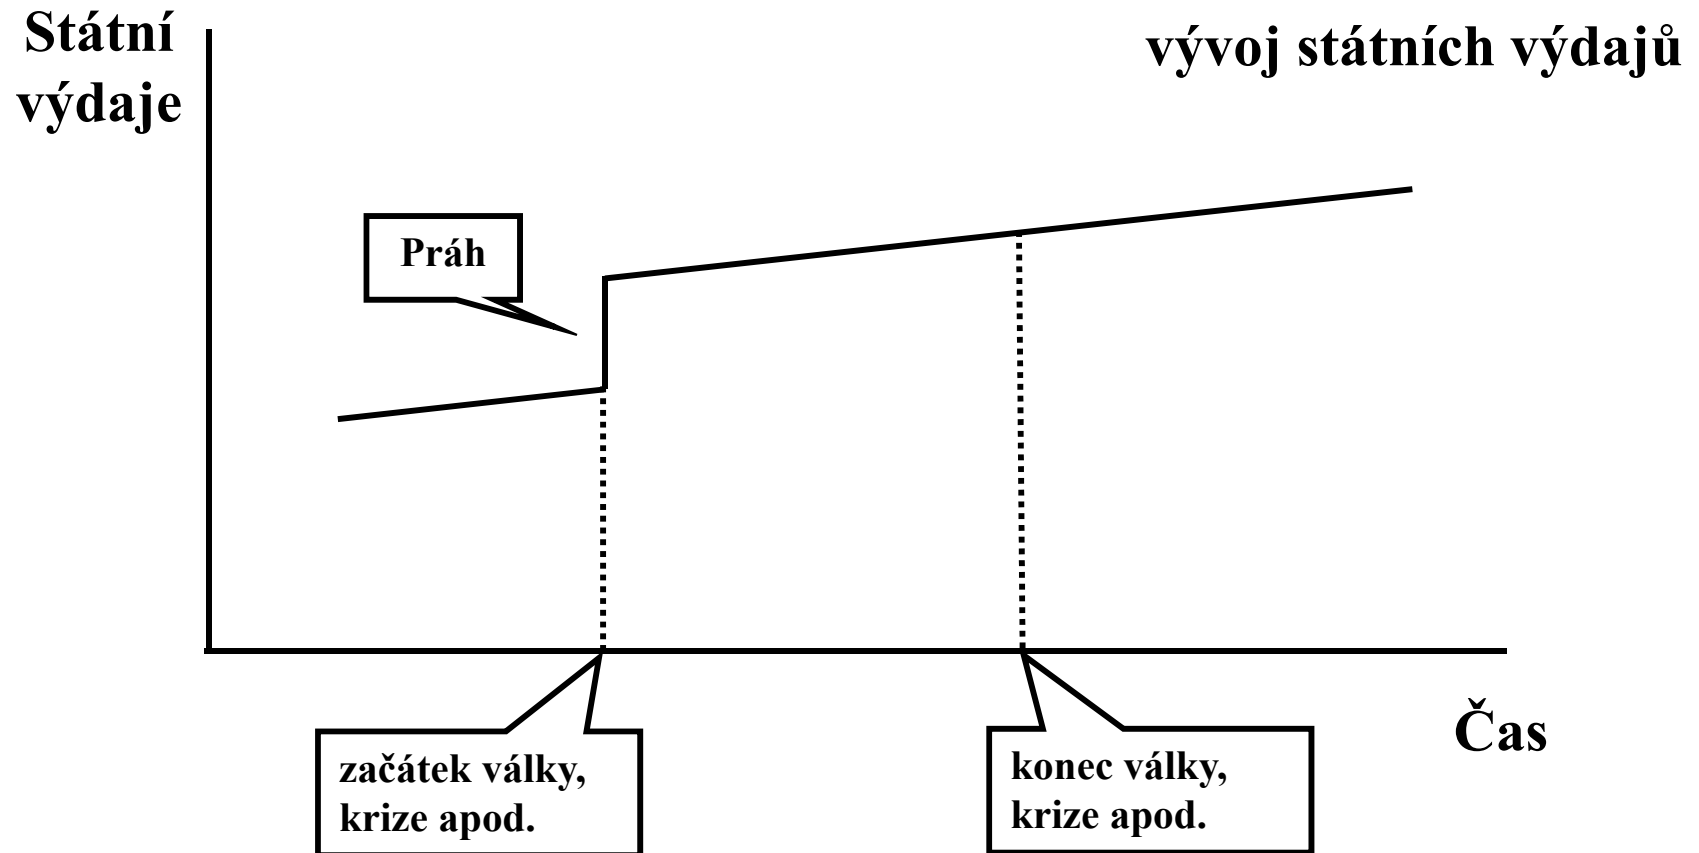 Státní
výdaje
vývoj státních výdajů
Práh
Čas
začátek války,
krize apod.
konec války,
krize apod.